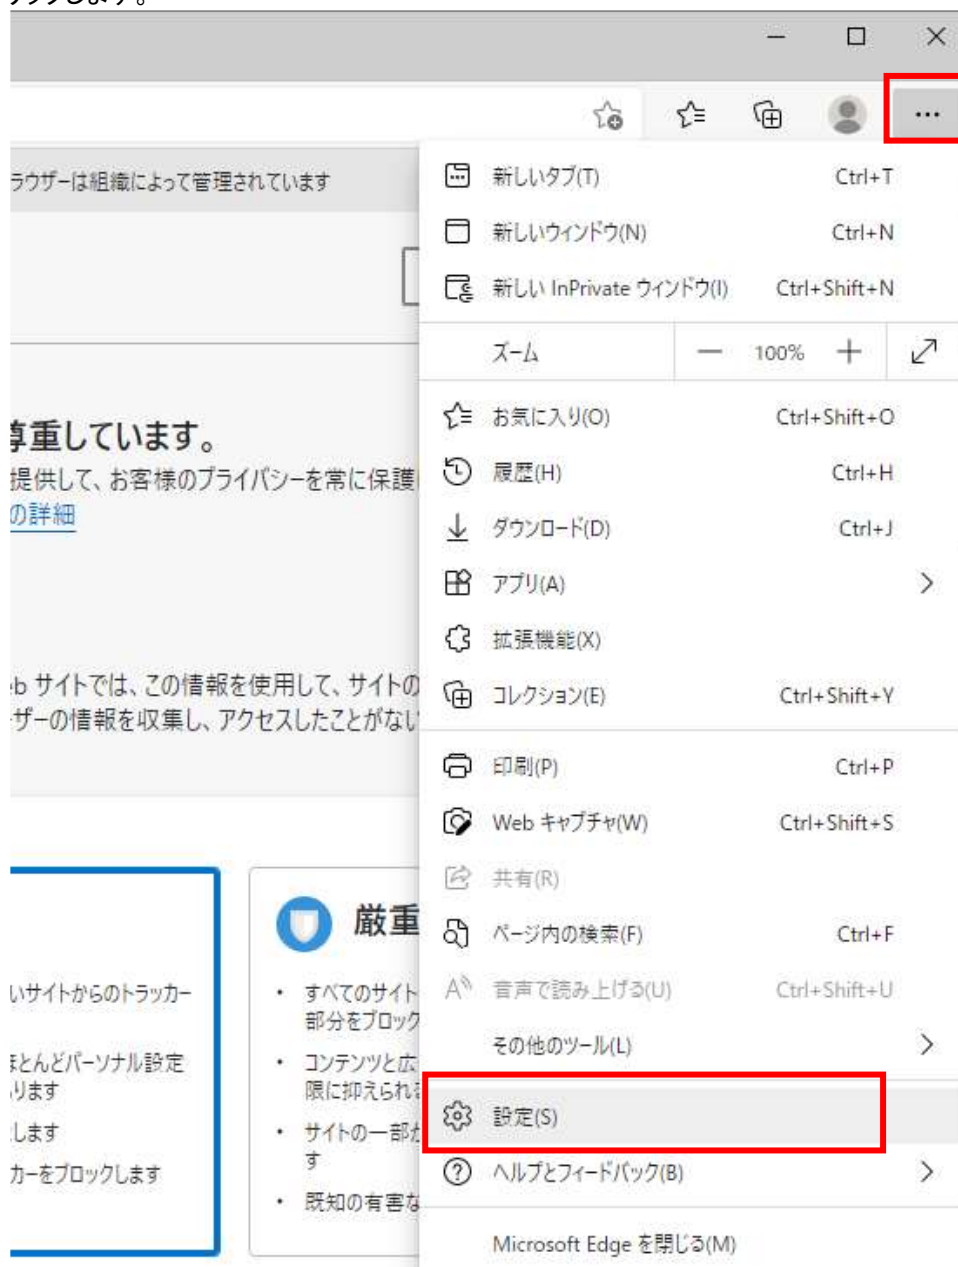 リックします。
ラウザーは組織によって管理されています
新しいタブ(T) Ctrl+T
新しいウィンドウ(N) Ctrl+N
新しい InPrivate ウィンドウ(I) Ctrl+Shift+N
ズーム 100%
お気に入り(O) Ctrl+Shift+O
履歴(H) Ctrl+H
ダウンロード(D) Ctrl+J
アプリ(A)
拡張機能(X)
コレクション(E) Ctrl+Shift+Y
印刷(P) Ctrl+P
Web キャプチャ(W) Ctrl+Shift+S
共有(R)
ページ内の検索(F) Ctrl+F
音声で読み上げる(U) Ctrl+Shift+U
その他のツール(L)
設定(S)
ヘルプとフィードバック(B)
Microsoft Edge を閉じる(M)
尊重しています。
提供して、お客様のプライバシーを常に保護
の詳細
eb サイトでは、この情報を使用して、サイトの
ザーの情報を収集し、アクセスしたことがない
いサイトからのトラッカー
ほとんどパーソナル設定
ります
します
カーをブロックします
厳重
・ すべてのサイト
部分をブロック
・ コンテンツと広
限に抑えられ
・ サイトの一部が
す
・ 既知の有害な